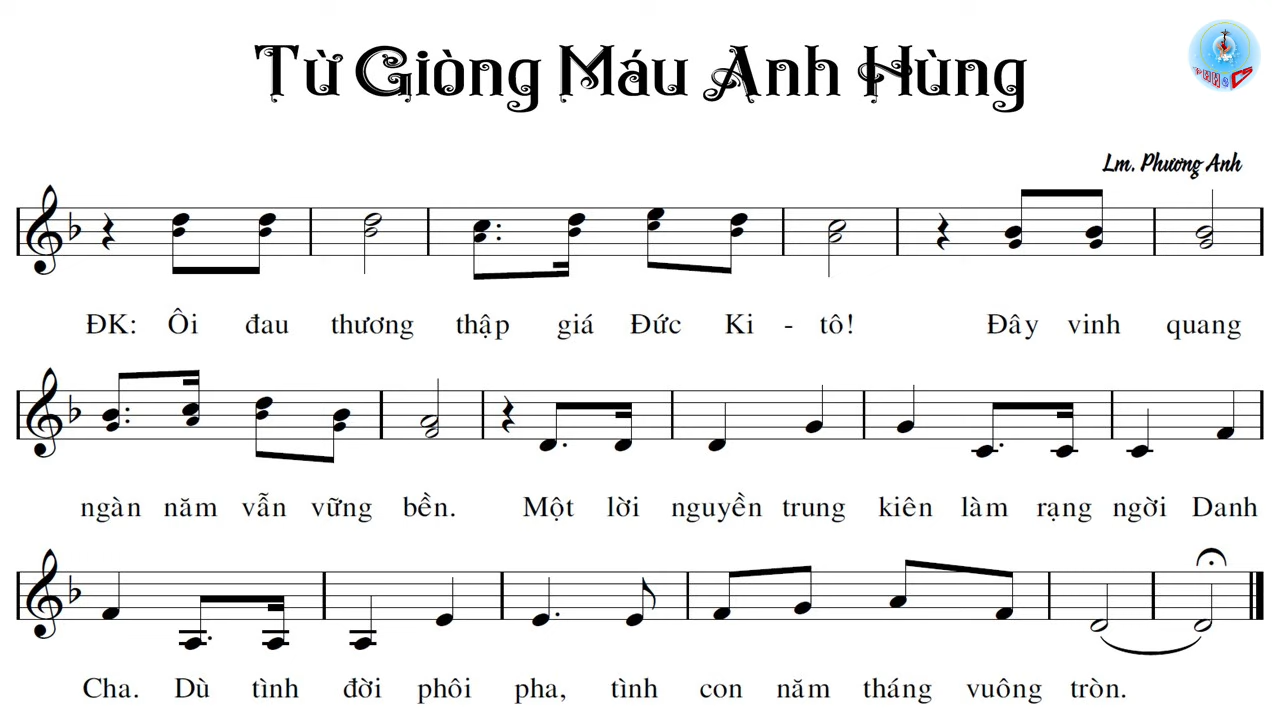 Từ Giòng Máu Anh Hùng
Lm. Phương Anh
ĐK: Ôi đau thương thập giá Đức Ki - tô! Đây vinh quang
ngàn năm vẫn vững bền. Một lời nguyền trung kiên làm rạng ngời Danh
Cha. Dù tình đời phôi pha, tình con năm tháng vuông tròn.